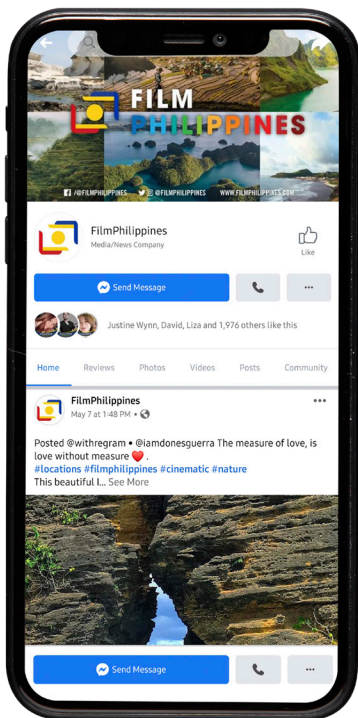 FILM
PHILIPPINES
/@FILMPHILIPPINES @FILMPHILIPPINES WWW.FILMPHILIPPINES.COM
FilmPhilippines
Media/News Company
Like
Send Message
Justine Wynn, David, Liza and 1,976 others like this
Home Reviews Photos Videos Posts Community
FilmPhilippines
May 7 at 1:48 PM •
Posted @withregram • @iamdonesguerra The measure of love, is
love without measure ❤️ .
#locations #filmphilippines #cinematic #nature
This beautiful l... See More
Send Message